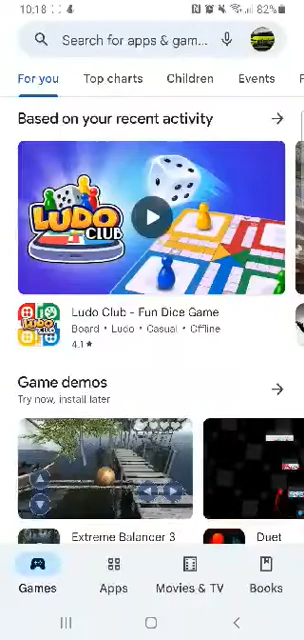 10:18
82%
Search for apps & gam...
For you
Top charts
Children
Events
Based on your recent activity
LUDO
CLUB
Ludo Club - Fun Dice Game
Board • Ludo • Casual • Offline
4.1★
LUDO
Game demos
Try now, install later
Extreme Balancer 3
Duet
Games
Apps
Movies & TV
Books